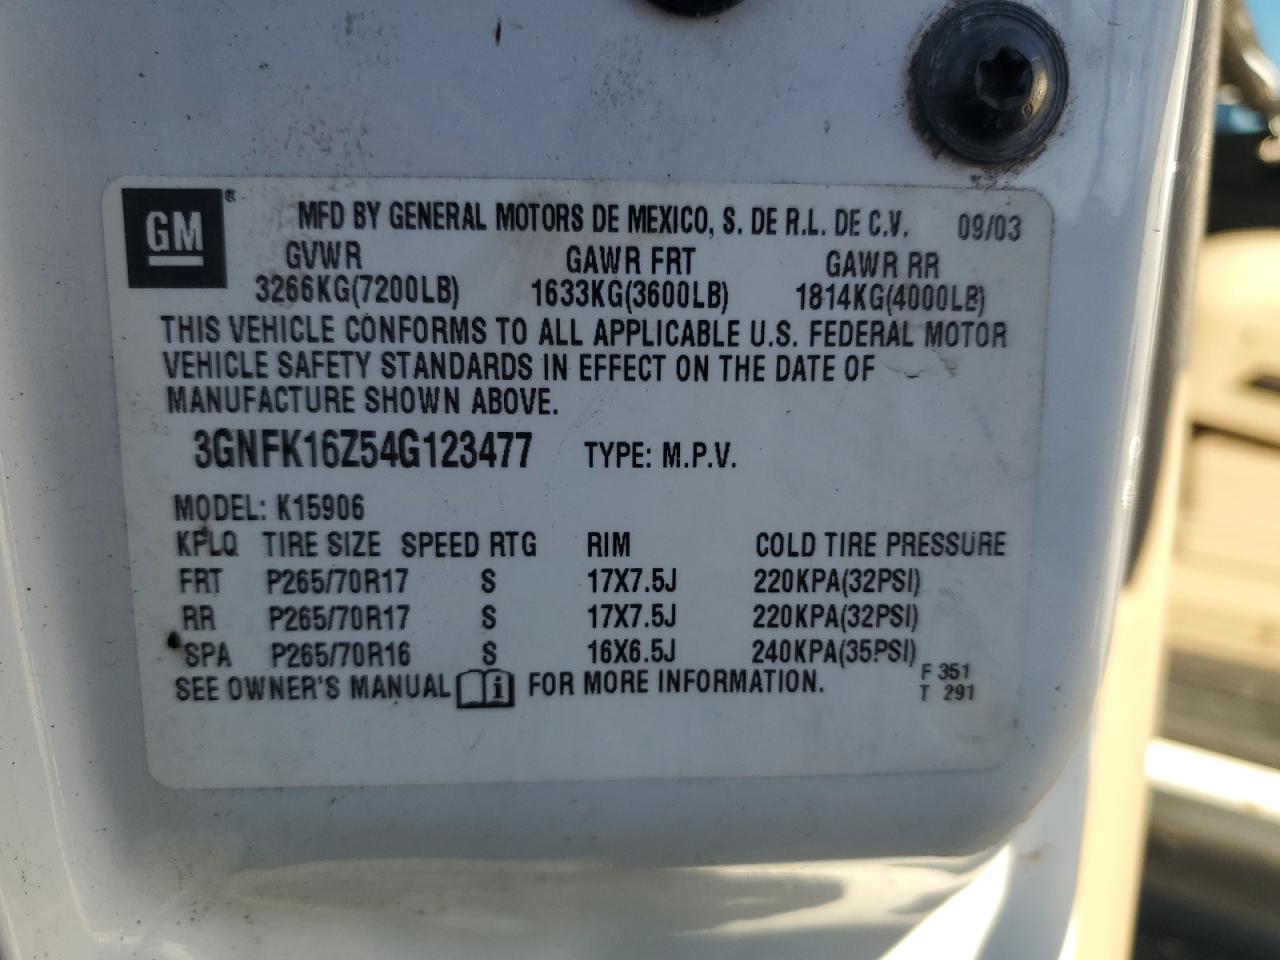 GM ® MFD BY GENERAL MOTORS DE MEXICO, S. DE R.L. DE C.V. 09/03
GVWR GAWR FRT GAWR RR
3266KG(7200LB) 1633KG(3600LB) 1814KG(4000LB)
THIS VEHICLE CONFORMS TO ALL APPLICABLE U.S. FEDERAL MOTOR
VEHICLE SAFETY STANDARDS IN EFFECT ON THE DATE OF
MANUFACTURE SHOWN ABOVE.
3GNFK16Z54G123477 TYPE: M.P.V.
MODEL: K15906
KPLQ TIRE SIZE SPEED RTG RIM COLD TIRE PRESSURE
FRT P265/70R17 S 17X7.5J 220KPA(32PSI)
RR P265/70R17 S 17X7.5J 220KPA(32PSI)
SPA P265/70R16 S 16X6.5J 240KPA(35PSI)
SEE OWNER'S MANUAL i FOR MORE INFORMATION.
F 351
T 291